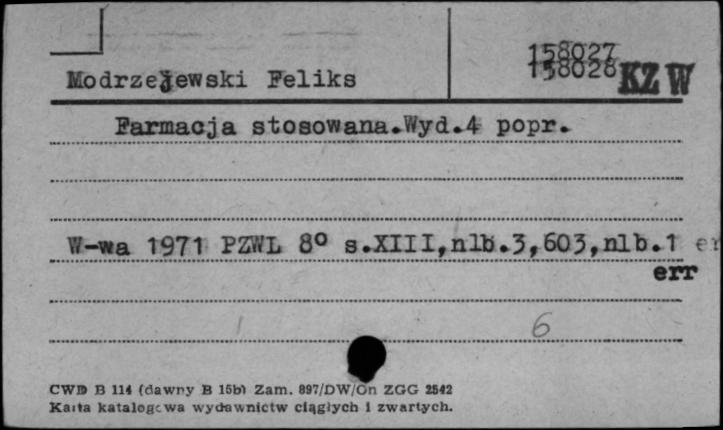 158027
158028 KZ W
Modrzejewski Feliks
Farmacja stosowana.Wyd.4 popr.
W-wa 1971 PZWL 8° s.XIII,nlb.3,603,nlb.1
err
6
CWD B 114 (dawny B 15b) Zam. 897/DW/On ZGG 2542
Karta katalogowa wydawnictw ciągłych i zwartych.